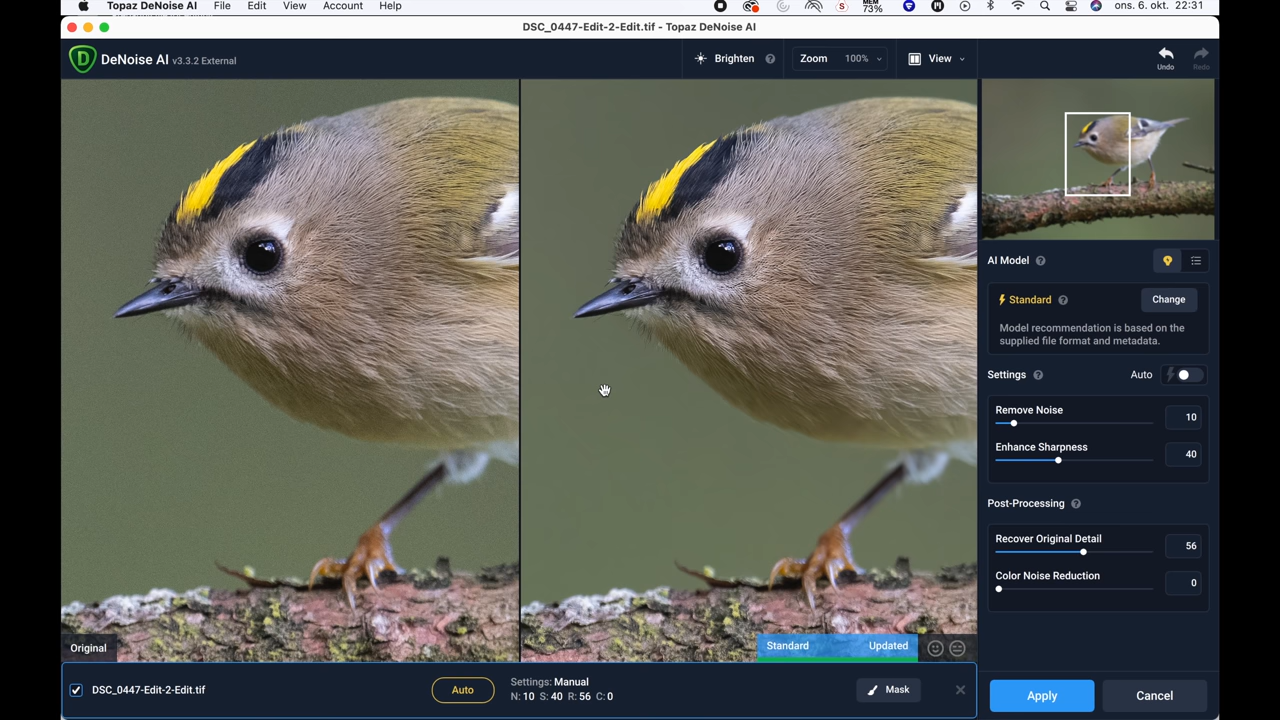 Topaz DeNoise AI File Edit View Account Help MEM 73% ons. 6. okt. 22:31
DSC_0447-Edit-2-Edit.tif - Topaz DeNoise AI
DeNoise AI v3.3.2 External
Brighten ?
Zoom 100%
View
Undo
Redo
AI Model ?
Standard ?
Change
Model recommendation is based on the
supplied file format and metadata.
Settings ? Auto
Remove Noise 10
Enhance Sharpness 40
Post-Processing ?
Recover Original Detail 56
Color Noise Reduction 0
Original
Standard Updated
DSC_0447-Edit-2-Edit.tif
Auto
Settings: Manual
N: 10 S: 40 R: 56 C: 0
Mask
Apply
Cancel